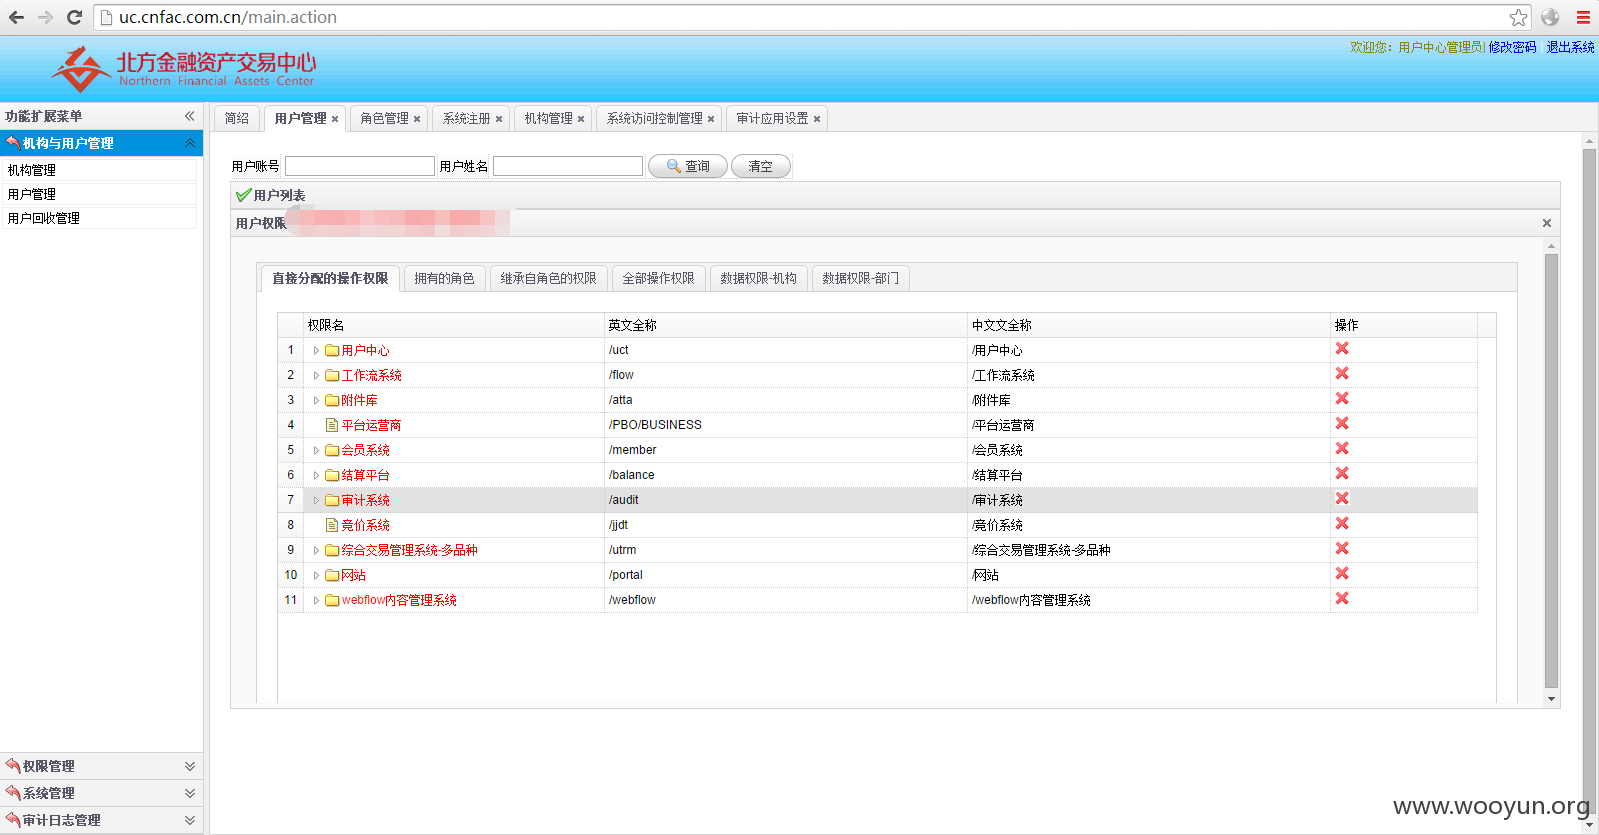 uc.cnfac.com.cn/main.action
北方金融资产交易中心
Northern Financial Assets Center
欢迎您：用户中心管理员| 修改密码 退出系统
功能扩展菜单
机构与用户管理
机构管理
用户管理
用户回收管理
权限管理
系统管理
审计日志管理
简绍 用户管理 角色管理 系统注册 机构管理 系统访问控制管理 审计应用设置
用户账号 用户姓名 查询 清空
用户列表
用户权限
直接分配的操作权限 拥有的角色 继承自角色的权限 全部操作权限 数据权限-机构 数据权限-部门
权限名 英文全称 中文文全称 操作
1 用户中心 /uct /用户中心
2 工作流系统 /flow /工作流系统
3 附件库 /atta /附件库
4 平台运营商 /PBO/BUSINESS /平台运营商
5 会员系统 /member /会员系统
6 结算平台 /balance /结算平台
7 审计系统 /audit /审计系统
8 竞价系统 /jjdt /竞价系统
9 综合交易管理系统-多品种 /utrm /综合交易管理系统-多品种
10 网站 /portal /网站
11 webflow内容管理系统 /webflow /webflow内容管理系统
www.wooyun.org